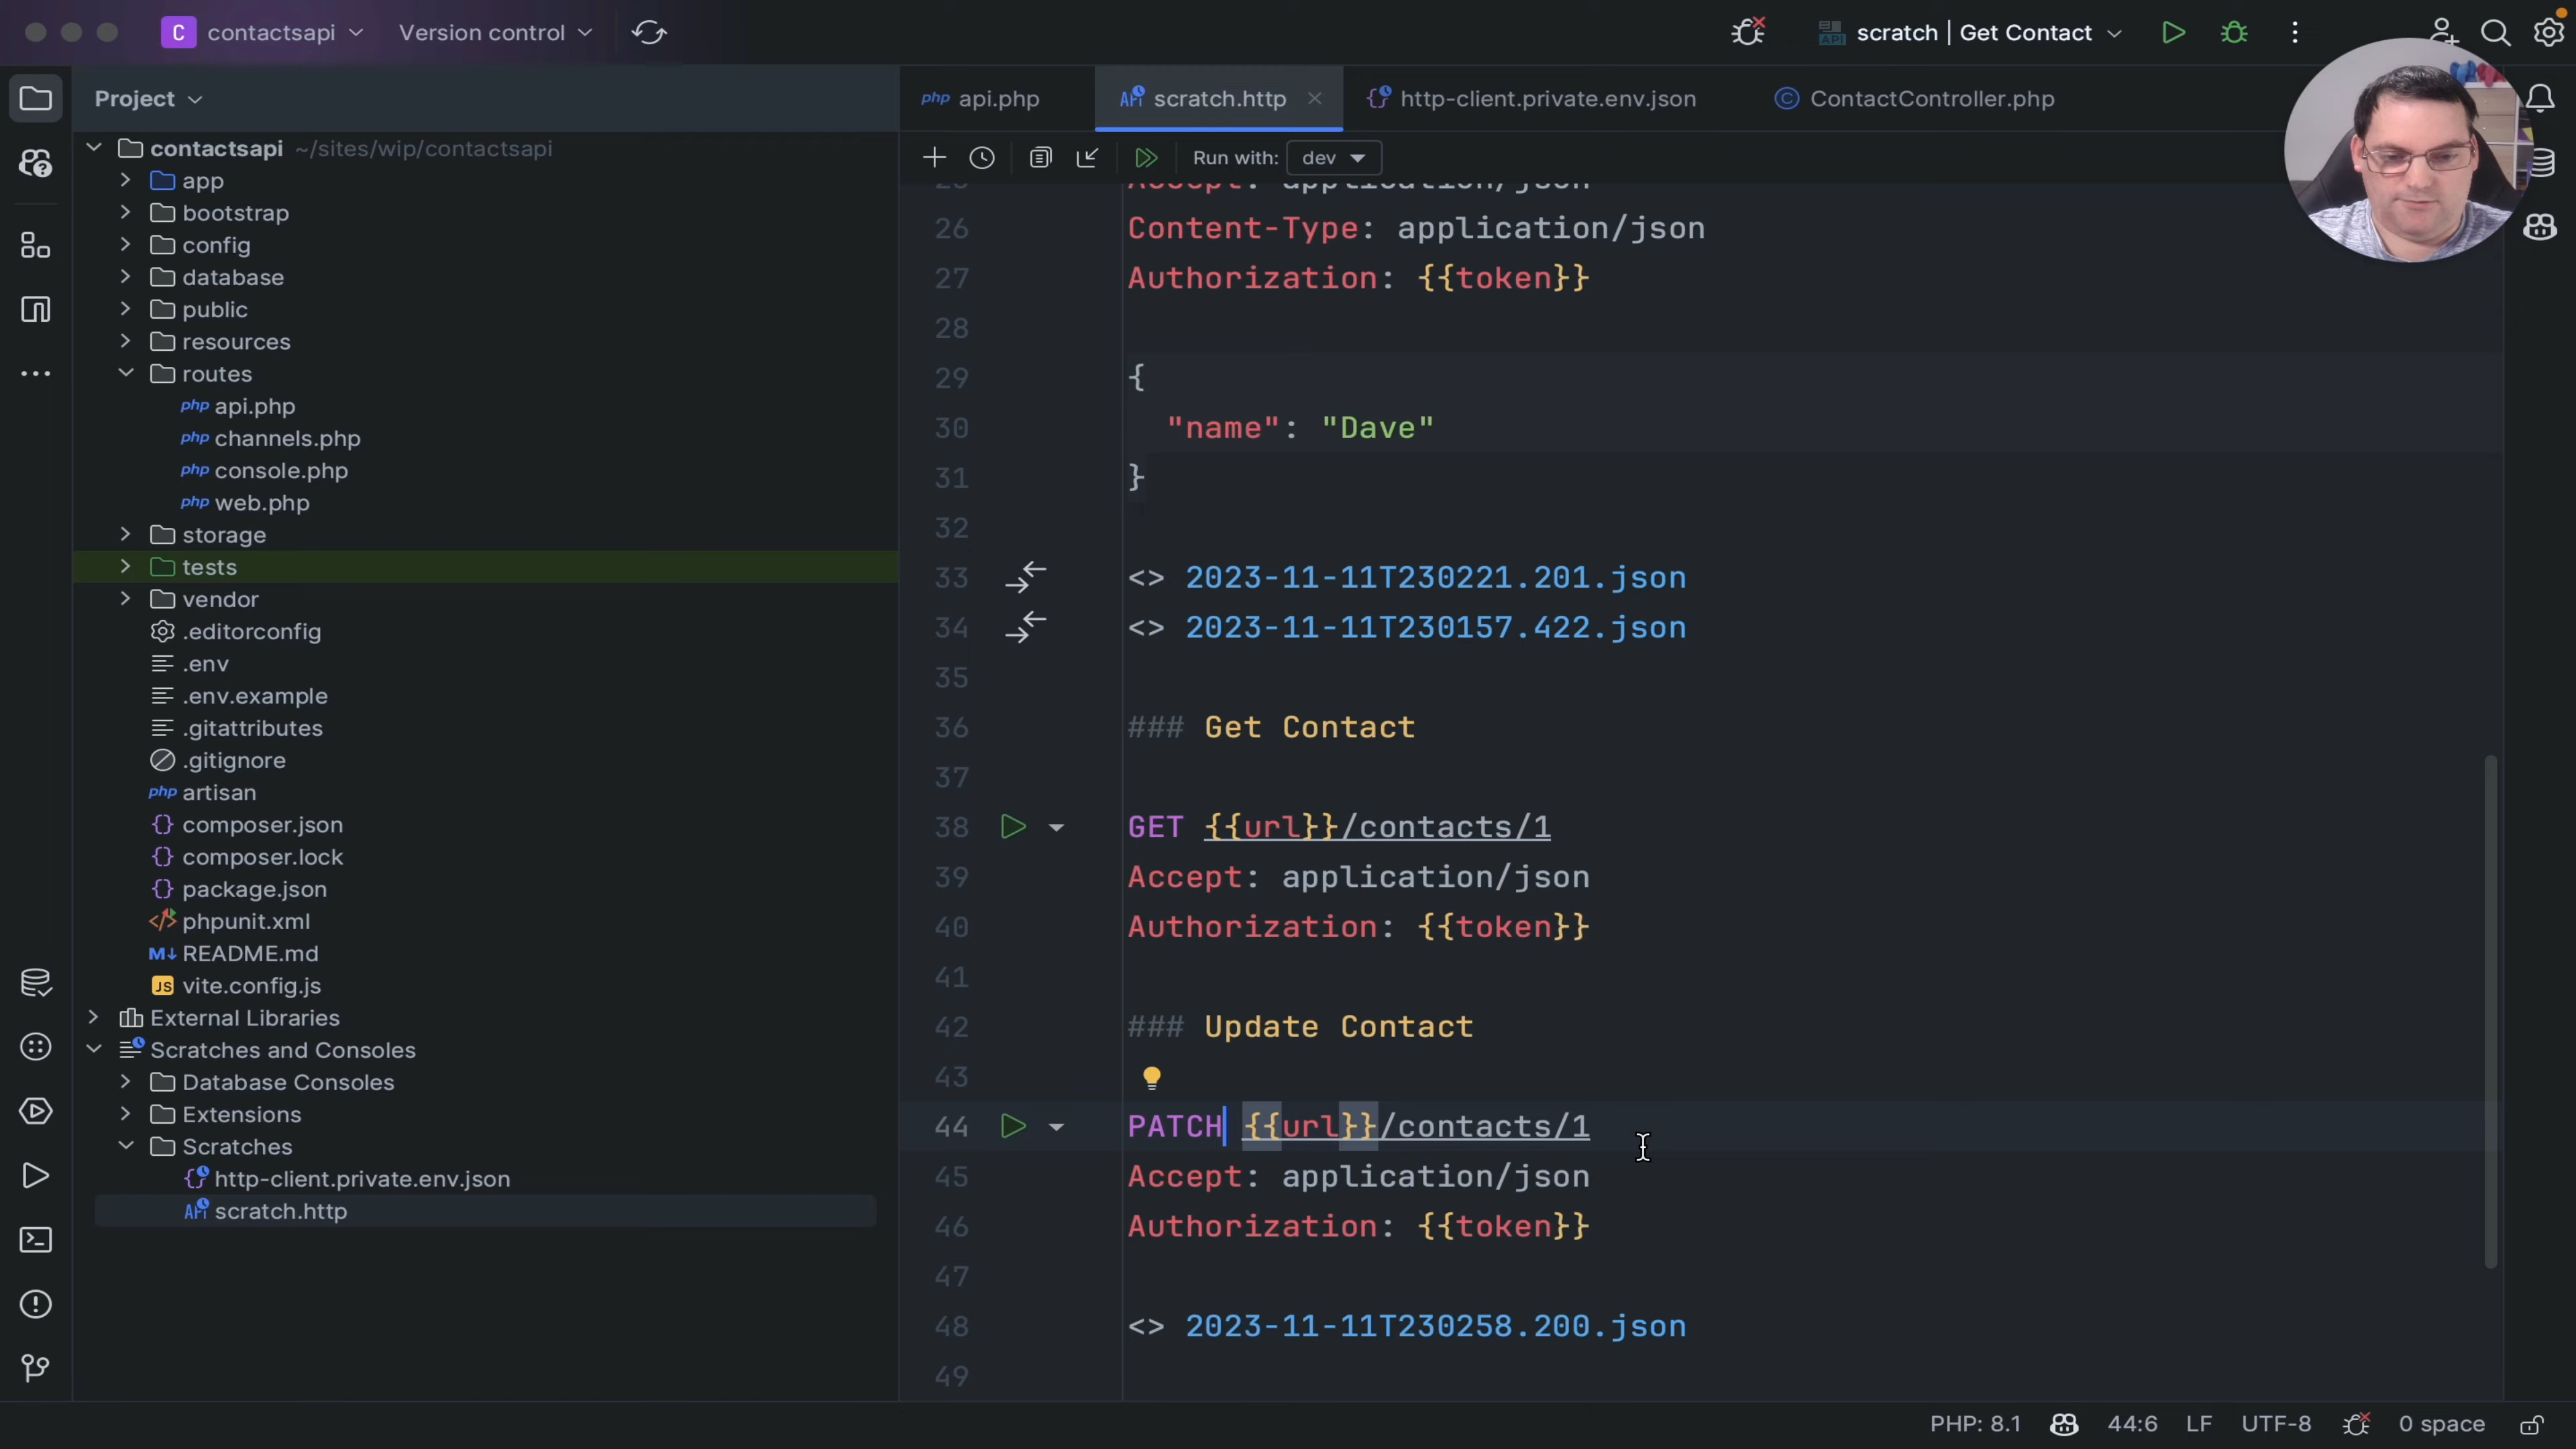 C contactsapi Version control scratch | Get Contact
Project
api.php scratch.http http-client.private.env.json ContactController.php
Run with: dev
contactsapi ~/sites/wip/contactsapi
app
bootstrap
config
database
public
resources
routes
php api.php
php channels.php
php console.php
php web.php
storage
tests
vendor
.editorconfig
.env
.env.example
.gitattributes
.gitignore
php artisan
composer.json
composer.lock
package.json
phpunit.xml
README.md
vite.config.js
External Libraries
Scratches and Consoles
Database Consoles
Extensions
Scratches
http-client.private.env.json
scratch.http
Accept: application/json
26 Content-Type: application/json
27 Authorization: {{token}}
28
29 {
30 "name": "Dave"
31 }
32
33 <> 2023-11-11T230221.201.json
34 <> 2023-11-11T230157.422.json
35
36 ### Get Contact
37
38 GET {{url}}/contacts/1
39 Accept: application/json
40 Authorization: {{token}}
41
42 ### Update Contact
43
44 PATCH {{url}}/contacts/1
45 Accept: application/json
46 Authorization: {{token}}
47
48 <> 2023-11-11T230258.200.json
49
PHP: 8.1 44:6 LF UTF-8 0 space